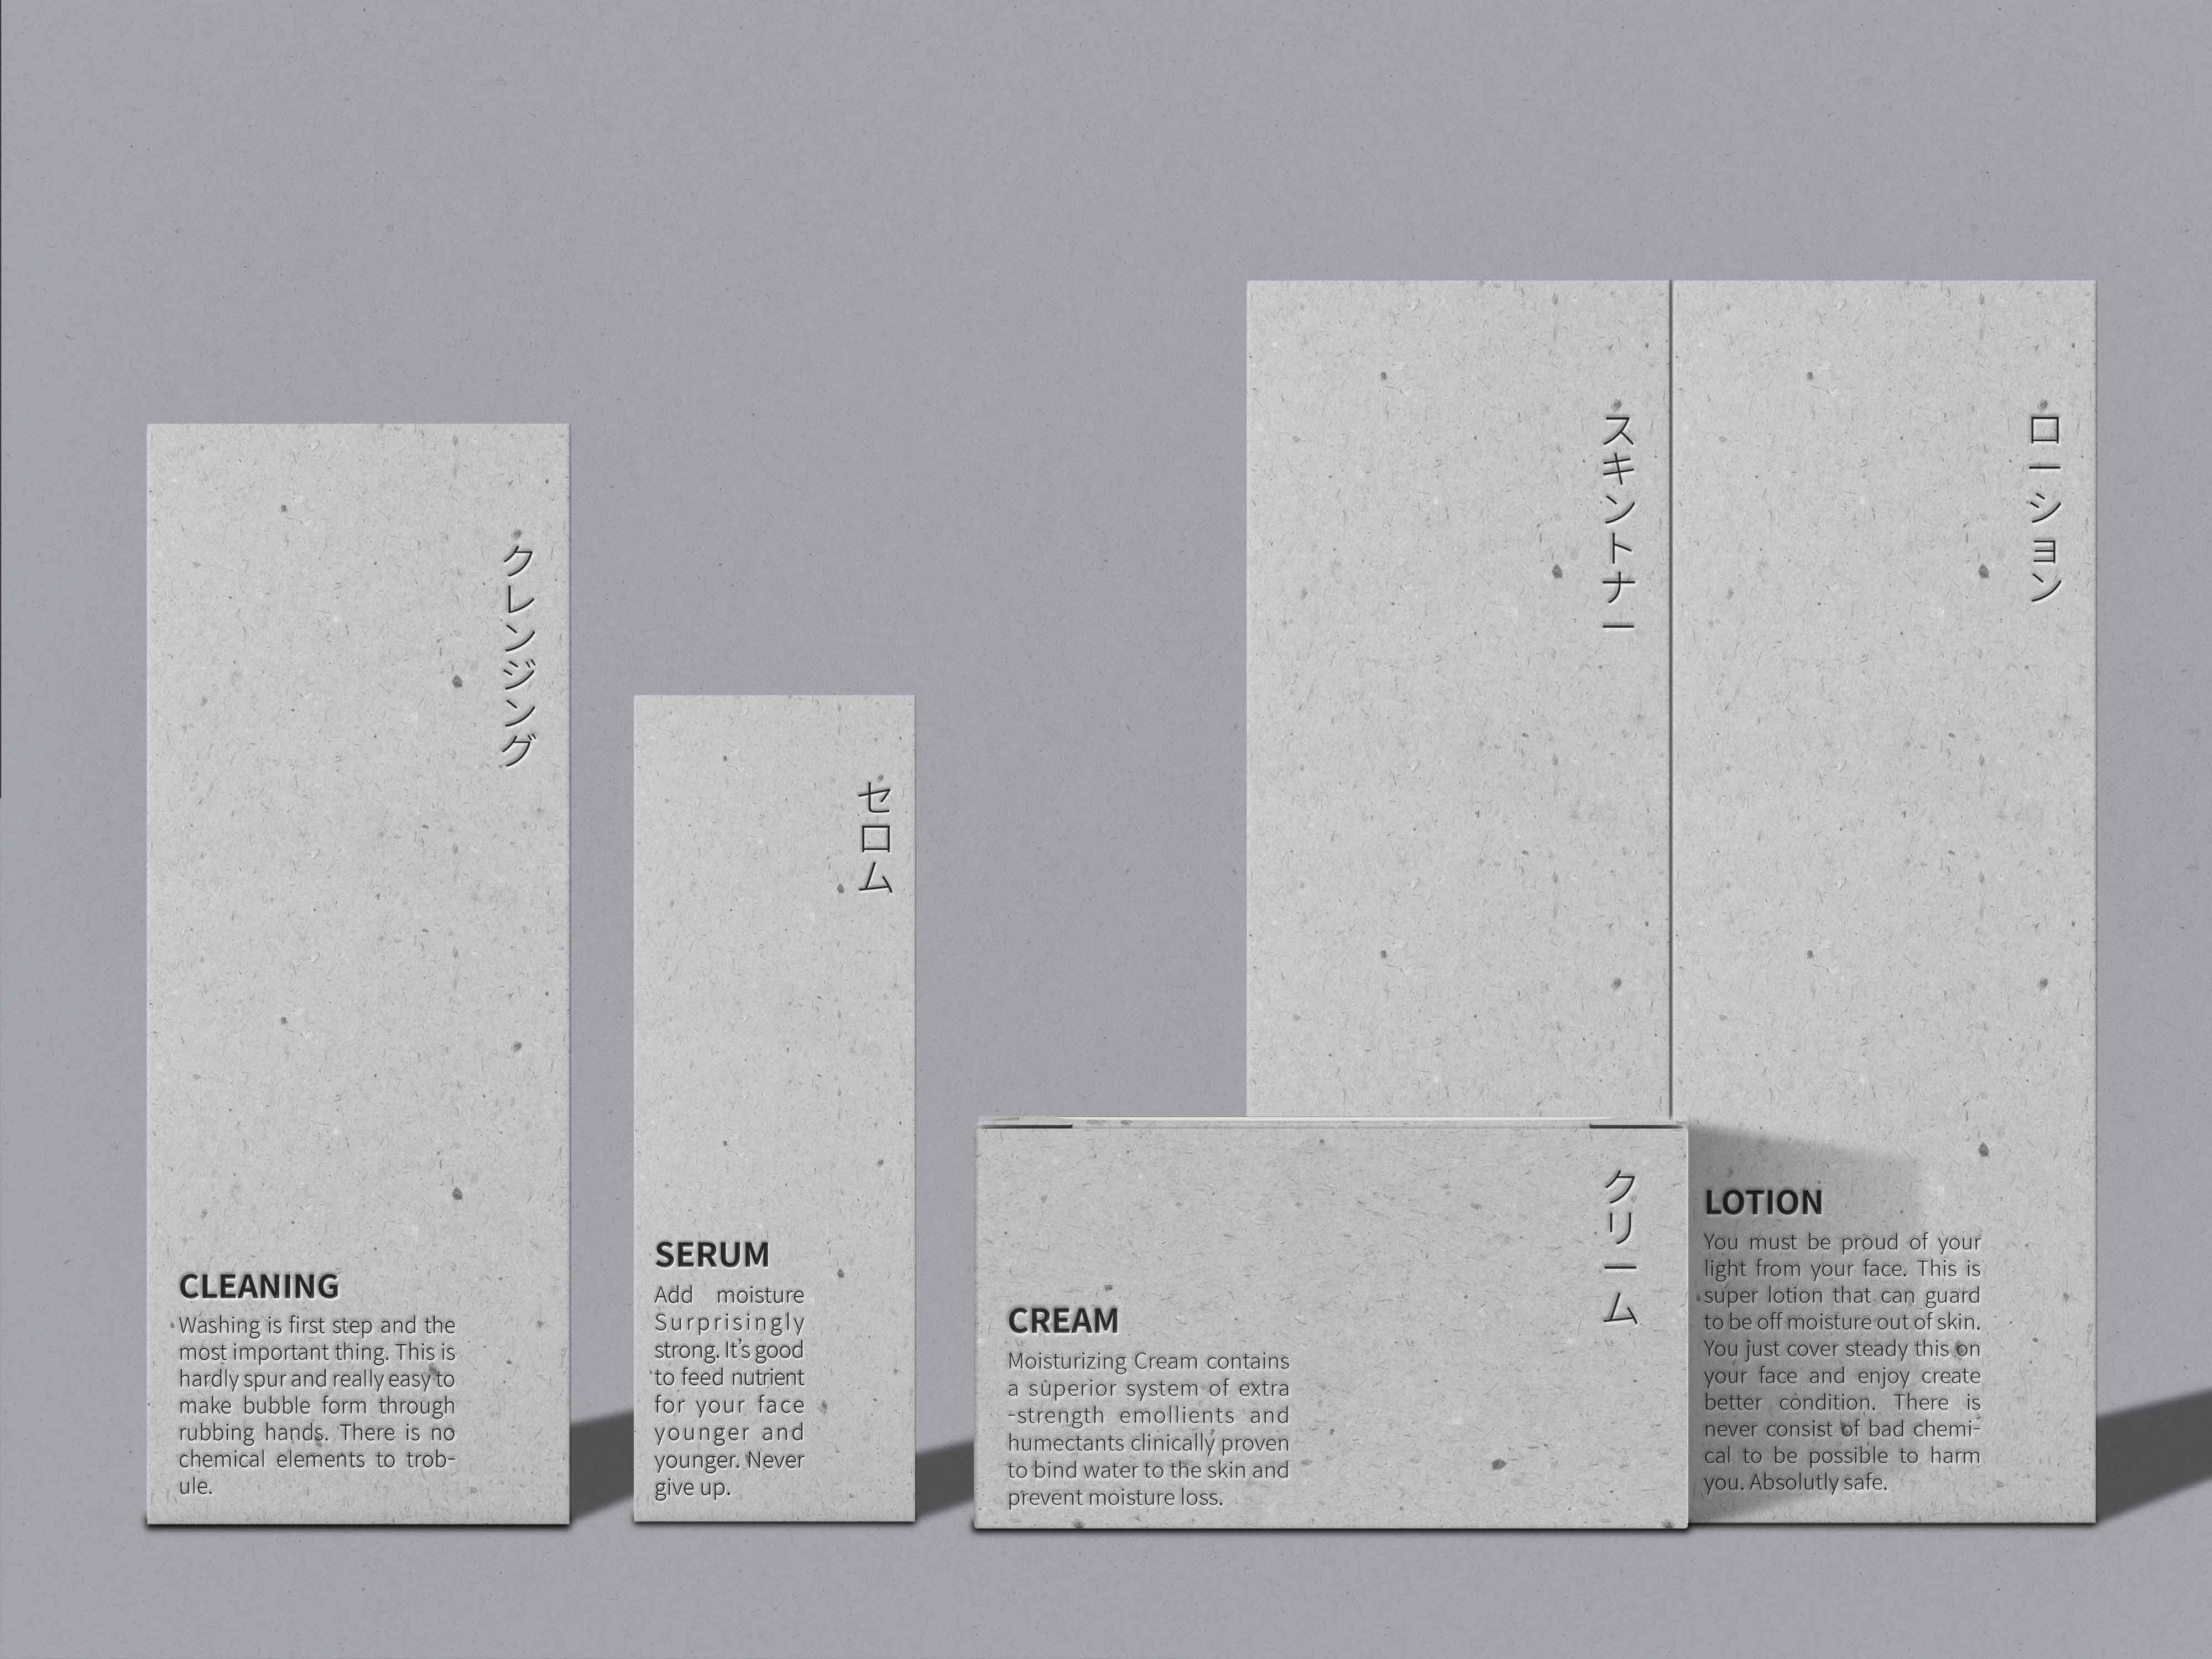 クレンジング
CLEANING
Washing is first step and the
most important thing. This is
hardly spur and really easy to
make bubble form through
rubbing hands. There is no
chemical elements to trob-
ule.
セロム
SERUM
Add moisture
Surprisingly
strong. It's good
to feed nutrient
for your face
younger and
younger. Never
give up.
スキントナー
クリーム
CREAM
Moisturizing Cream contains
a superior system of extra
-strength emollients and
humectants clinically proven
to bind water to the skin and
prevent moisture loss.
ローション
LOTION
You must be proud of your
light from your face. This is
super lotion that can guard
to be off moisture out of skin.
You just cover steady this on
your face and enjoy create
better condition. There is
never consist of bad chemi-
cal to be possible to harm
you. Absolutly safe.